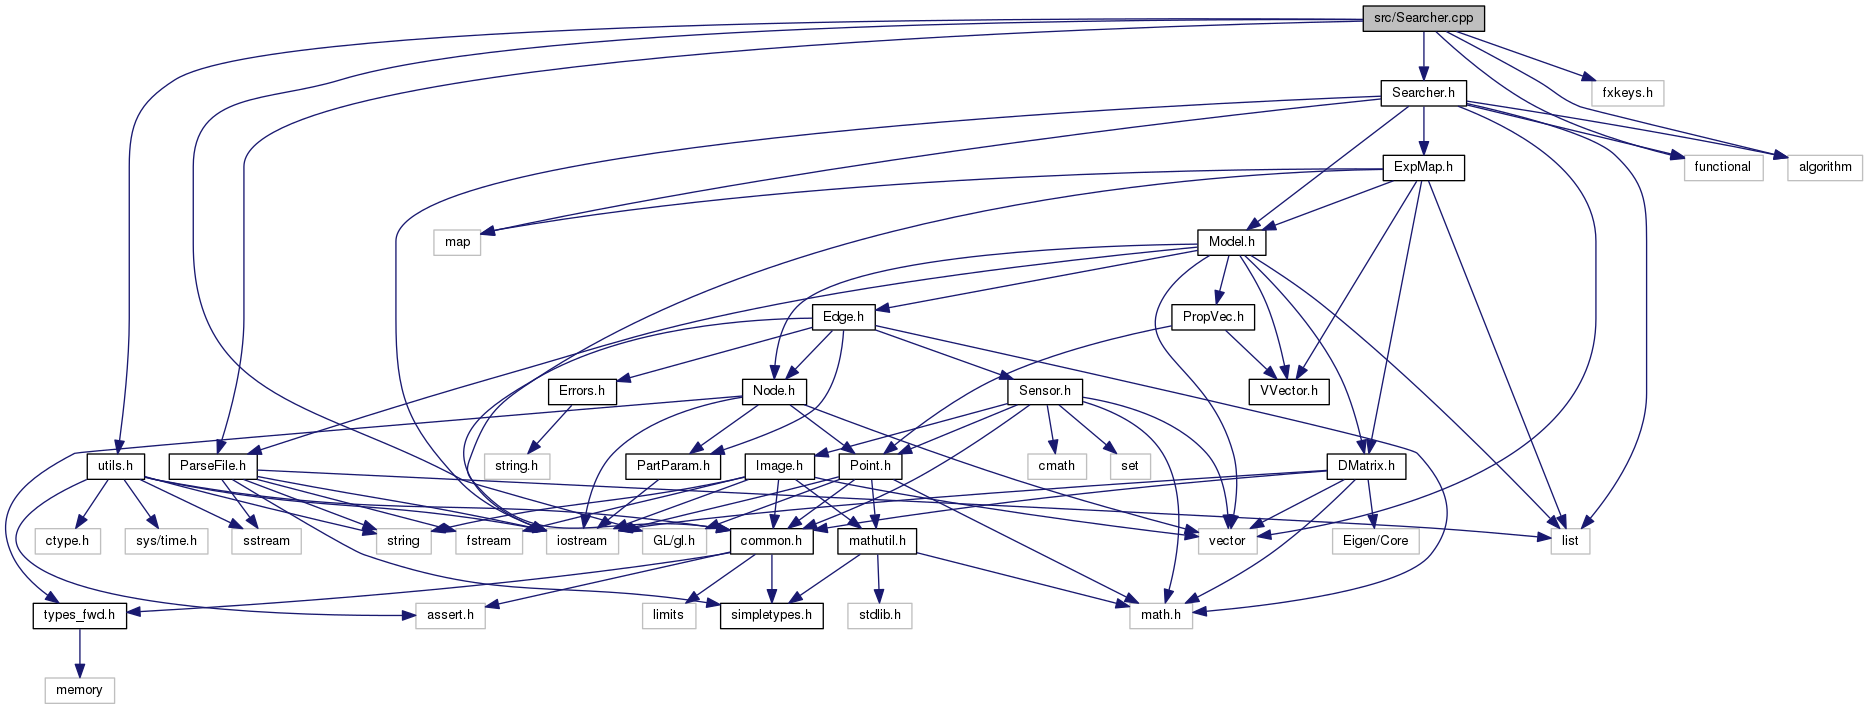 src/Searcher.cpp
Searcher.h
fxkeys.h
ExpMap.h
functional
algorithm
map
Model.h
Edge.h
PropVec.h
Errors.h
Node.h
Sensor.h
VVector.h
utils.h
ParseFile.h
string.h
PartParam.h
Image.h
Point.h
cmath
set
DMatrix.h
ctype.h
sys/time.h
sstream
string
fstream
iostream
GL/gl.h
common.h
mathutil.h
vector
Eigen/Core
list
types_fwd.h
assert.h
limits
simpletypes.h
stdlib.h
math.h
memory